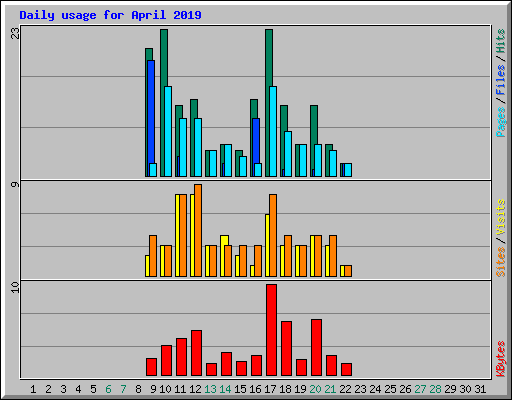 Daily usage for April 2019
23
Pages / Files / Hits
9
Sites / Visits
10
KBytes
1 2 3 4 5 6 7 8 9 10 11 12 13 14 15 16 17 18 19 20 21 22 23 24 25 26 27 28 29 30 31